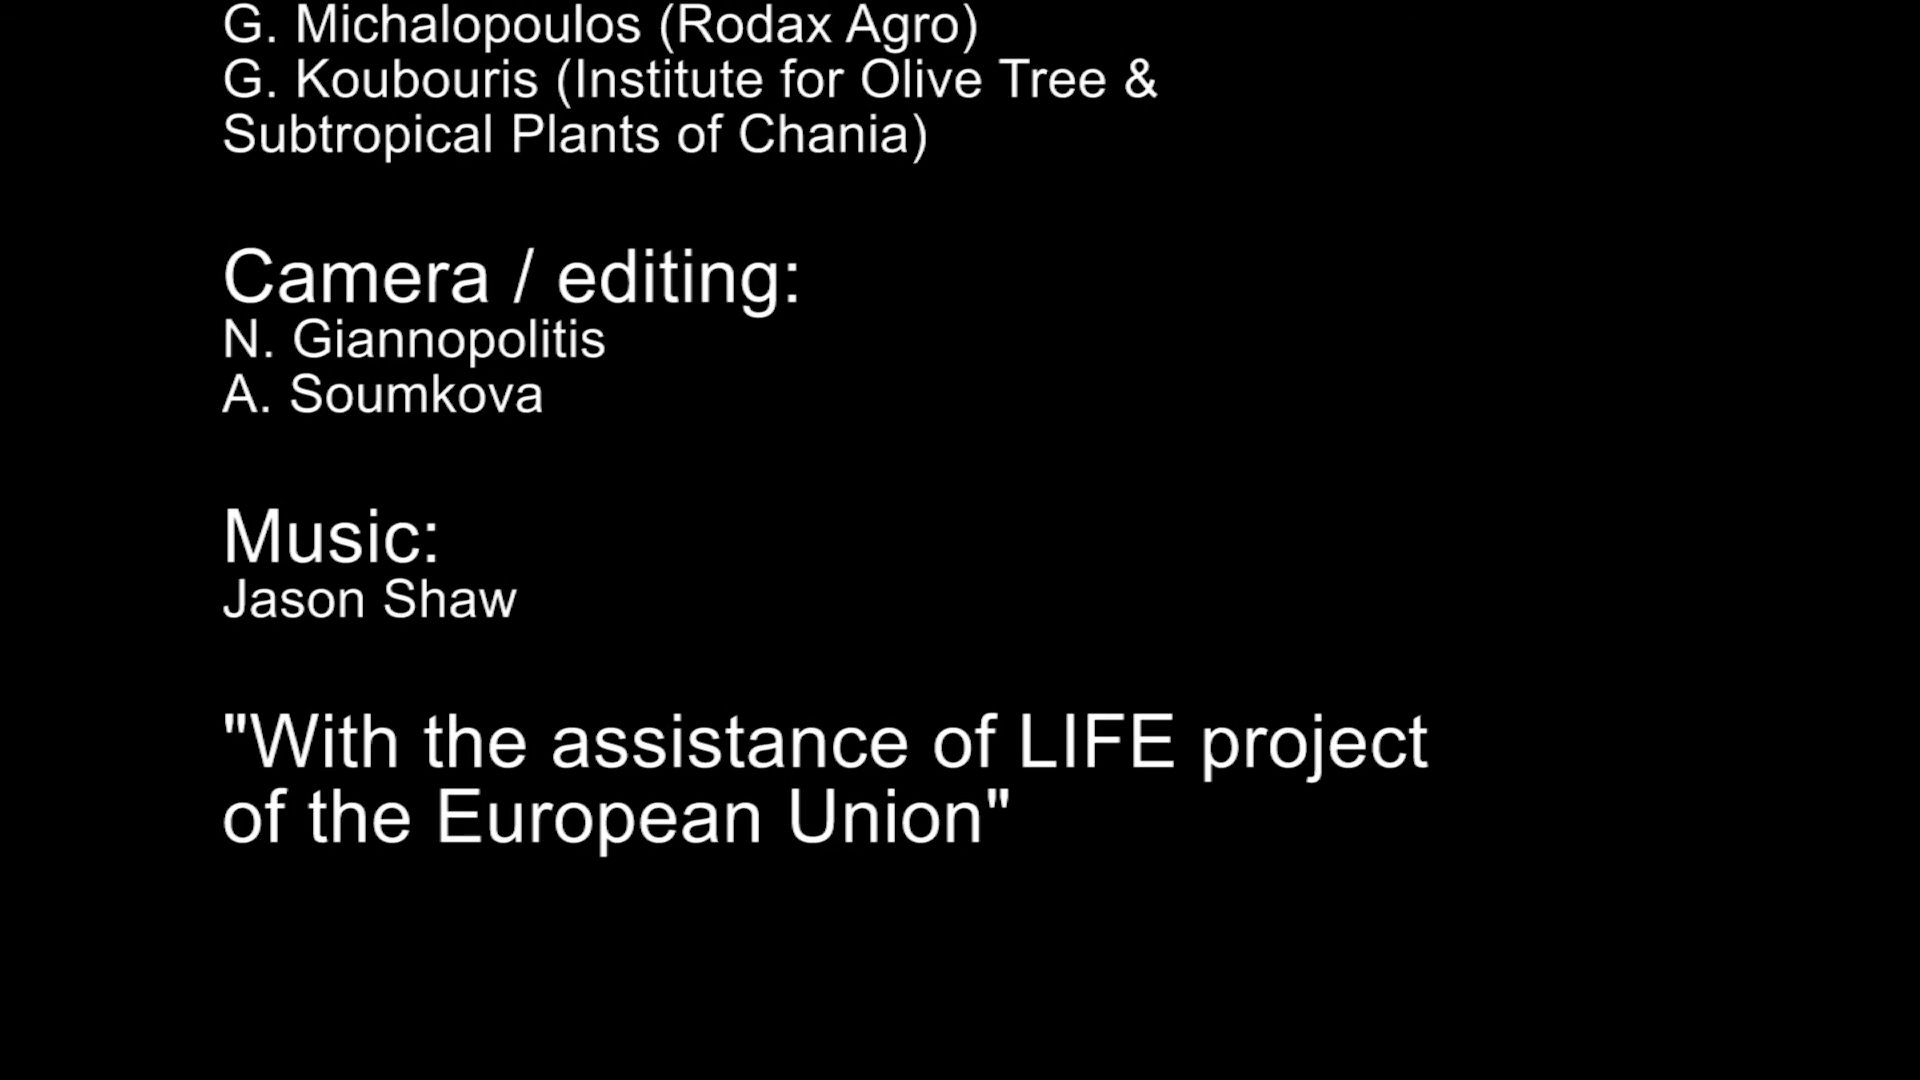 G. Michalopoulos (Rodax Agro)
G. Koubouris (Institute for Olive Tree &
Subtropical Plants of Chania)
Camera / editing:
N. Giannopolitis
A. Soumkova
Music:
Jason Shaw
"With the assistance of LIFE project
of the European Union"